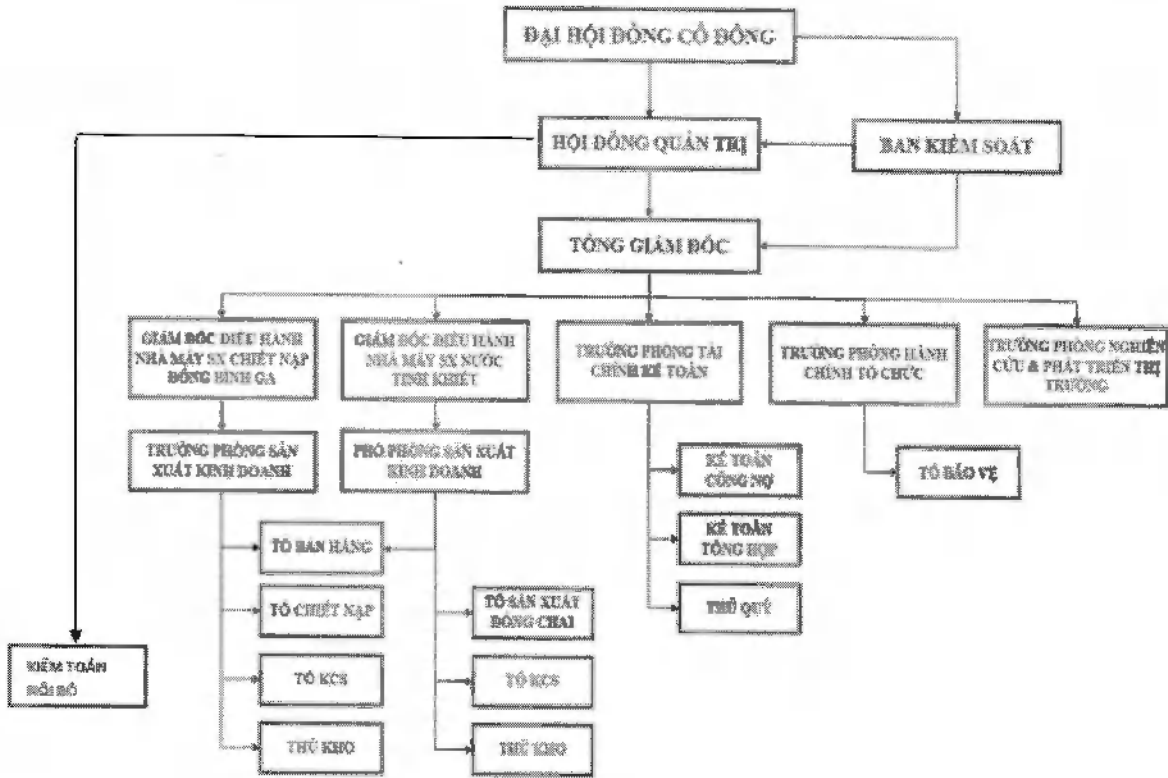 ĐẠI HỘI ĐỒNG CỔ ĐÔNG
HỘI ĐỒNG QUẢN TRỊ
BAN KIỂM SOÁT
TỔNG GIÁM ĐỐC
GIÁM ĐỐC ĐIỀU HÀNH
NHÀ MÁY SX CHIẾT NẠP
ĐÓNG BÌNH GA
GIÁM ĐỐC ĐIỀU HÀNH
NHÀ MÁY SX NƯỚC
TINH KHIẾT
TRƯỞNG PHÒNG TÀI
CHÍNH KẾ TOÁN
TRƯỞNG PHÒNG HÀNH
CHÍNH TỔ CHỨC
TRƯỞNG PHÒNG NGHIÊN
CỨU & PHÁT TRIỂN THỊ
TRƯỜNG
TRƯỞNG PHÒNG SẢN
XUẤT KINH DOANH
PHÓ PHÒNG SẢN XUẤT
KINH DOANH
KẾ TOÁN
CÔNG NỢ
TỔ BẢO VỆ
TỔ BÁN HÀNG
KẾ TOÁN
TỔNG HỢP
TỔ CHIẾT NẠP
TỔ SẢN XUẤT
ĐÓNG CHAI
THỦ QUỸ
KIỂM TOÁN
NỘI BỘ
TỔ KCS
TỔ KCS
THỦ KHO
THỦ KHO